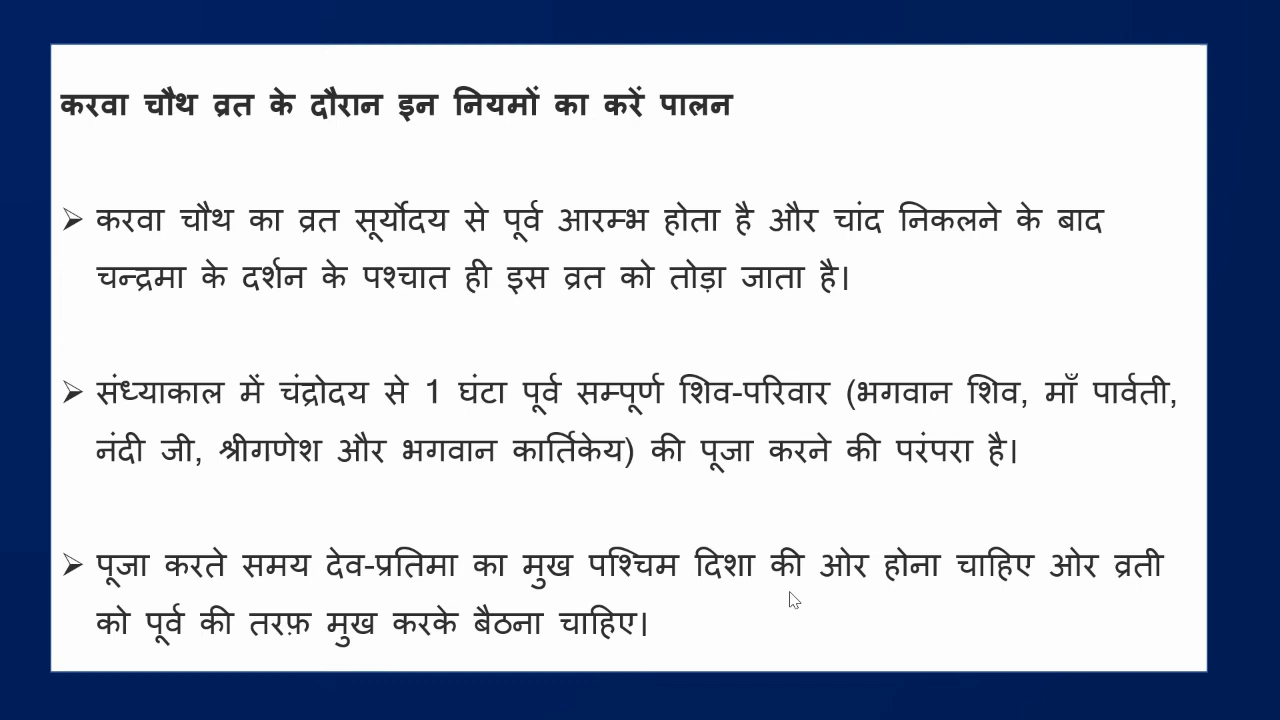 करवा चौथ व्रत के दौरान इन नियमों का करें पालन
➢ करवा चौथ का व्रत सूर्योदय से पूर्व आरम्भ होता है और चांद निकलने के बाद
चन्द्रमा के दर्शन के पश्चात ही इस व्रत को तोड़ा जाता है।
➢ संध्याकाल में चंद्रोदय से 1 घंटा पूर्व सम्पूर्ण शिव-परिवार (भगवान शिव, माँ पार्वती,
नंदी जी, श्रीगणेश और भगवान कार्तिकेय) की पूजा करने की परंपरा है।
➢ पूजा करते समय देव-प्रतिमा का मुख पश्चिम दिशा की ओर होना चाहिए ओर व्रती
को पूर्व की तरफ़ मुख करके बैठना चाहिए।